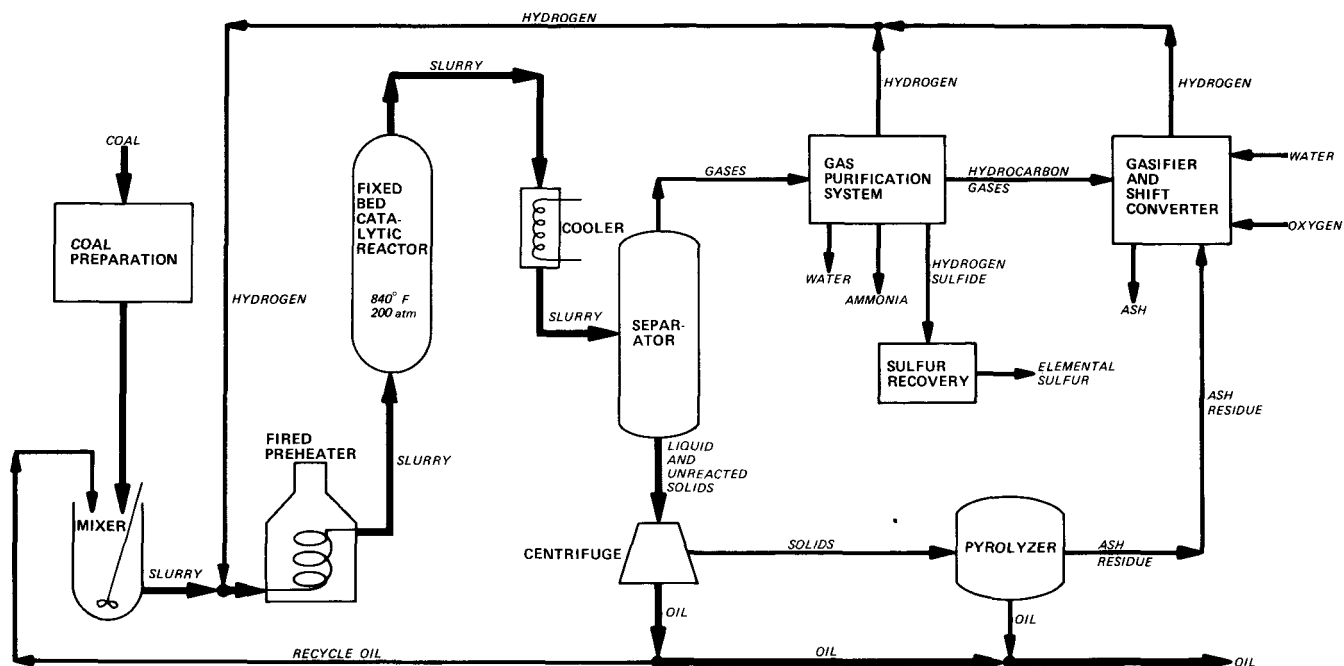 HYDROGEN
SLURRY
HYDROGEN
HYDROGEN
COAL
COAL
PREPARATION
FIXED
BED
CATA-
LYTIC
REACTOR
840° F
200 atm
COOLER
GASES
GAS
PURIFICATION
SYSTEM
HYDROCARBON
GASES
GASIFIER
AND
SHIFT
CONVERTER
WATER
OXYGEN
HYDROGEN
SLURRY
SEPAR-
ATOR
WATER
AMMONIA
HYDROGEN
SULFIDE
ASH
SULFUR
RECOVERY
ELEMENTAL
SULFUR
ASH
RESIDUE
FIRED
PREHEATER
SLURRY
LIQUID
AND
UNREACTED
SOLIDS
MIXER
SLURRY
CENTRIFUGE
SOLIDS
PYROLYZER
ASH
RESIDUE
OIL
OIL
RECYCLE OIL
OIL
OIL